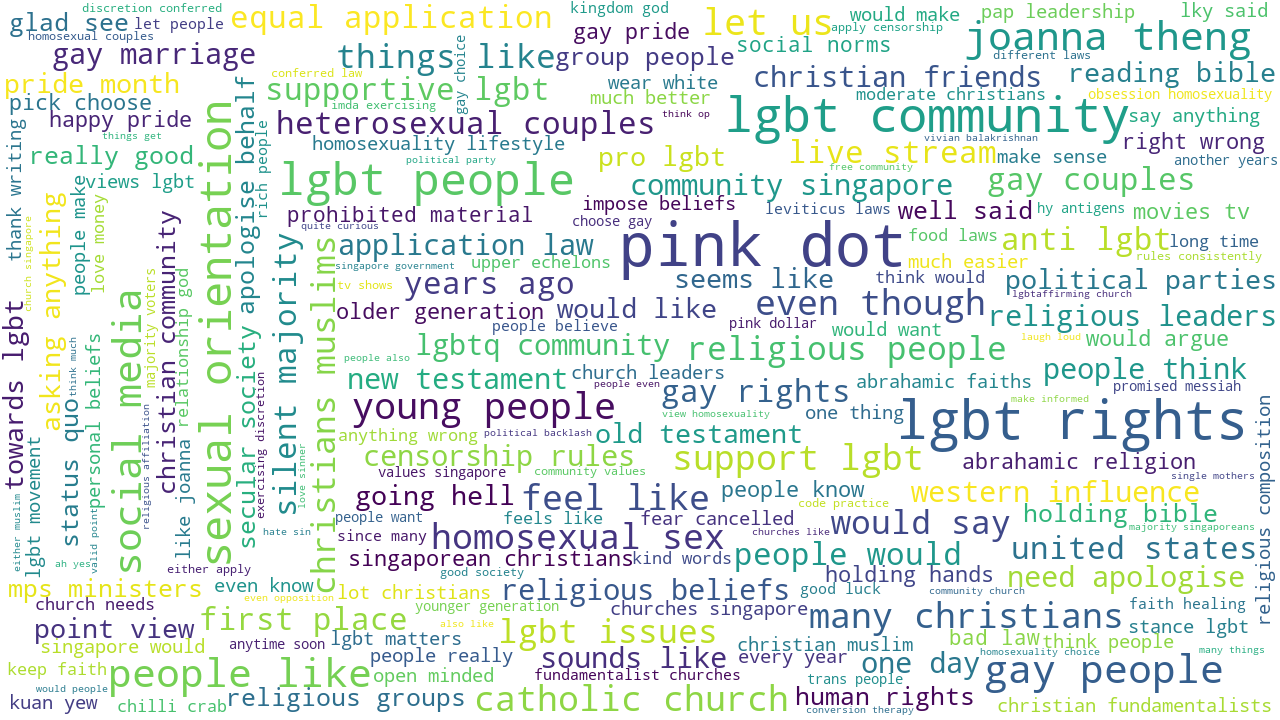 discretion conferred
kingdom god
glad see
let people
equal application
let us
would make
pap leadership
lky said
homosexual couples
gay pride
apply censorship
joanna theng
gay marriage
things like
group people
social norms
different laws
pride month
conferred law
gay choice
supportive lgbt
wear white
christian friends
reading bible
pick choose
imda exercising
much better
moderate christians
obsession homosexuality
happy pride
heterosexual couples
think op
lgbt community
say anything
things get
homosexuality lifestyle
vivian balakrishnan
right wrong
really good
political party
pro lgbt
live stream
make sense
another years
views lgbt
lgbt people
community singapore
free community
gay couples
prohibited material
impose beliefs
leviticus laws
well said
hy antigens
movies tv
quite curious
choose gay
pink dot
food laws
anti lgbt
long time
application law
singapore government
upper echelons
much easier
rules consistently
tv shows
years ago
seems like
think would
political parties
older generation
would like
even though
lgbtaffirming church
religious leaders
people believe
pink dollar
would want
laugh loud
would argue
people also
lgbtq community
religious people
people think
new testament
church leaders
people even
gay rights
abrahamic faiths
promised messiah
young people
view homosexuality
one thing
make informed
lgbt rights
anything wrong
political backlash
old testament
censorship rules
support lgbt
abrahamic religion
values singapore
community values
single mothers
going hell
feel like
people know
code practice
western influence
holding bible
people want
feels like
fear cancelled
would say
majority singaporeans
since many
homosexual sex
churches like
united states
singaporean christians
kind words
people would
good society
holding hands
need apologise
thank writing
church singapore
asking anything
people make
love money
towards lgbt
lgbt movement
either muslim
status quo
think much
personal beliefs
valid point
social media
majority voters
religious affiliation
christian community
relationship god
like joanna
sexual orientation
secular society
apologise behalf
rich people
exercising discretion
silent majority
love sinner
christians muslims
religious composition
ah yes
either apply
hate sin
mps ministers
even know
even opposition
lot christians
religious beliefs
good luck
community church
church needs
first place
younger generation
churches singapore
many christians
faith healing
point view
also like
lgbt issues
stance lgbt
singapore would
anytime soon
lgbt matters
christian muslim
bad law
think people
keep faith
people like
people really
sounds like
every year
one day
homosexuality choice
many things
would people
open minded
fundamentalist churches
trans people
gay people
kuan yew
chilli crab
religious groups
catholic church
human rights
conversion therapy
christian fundamentalists